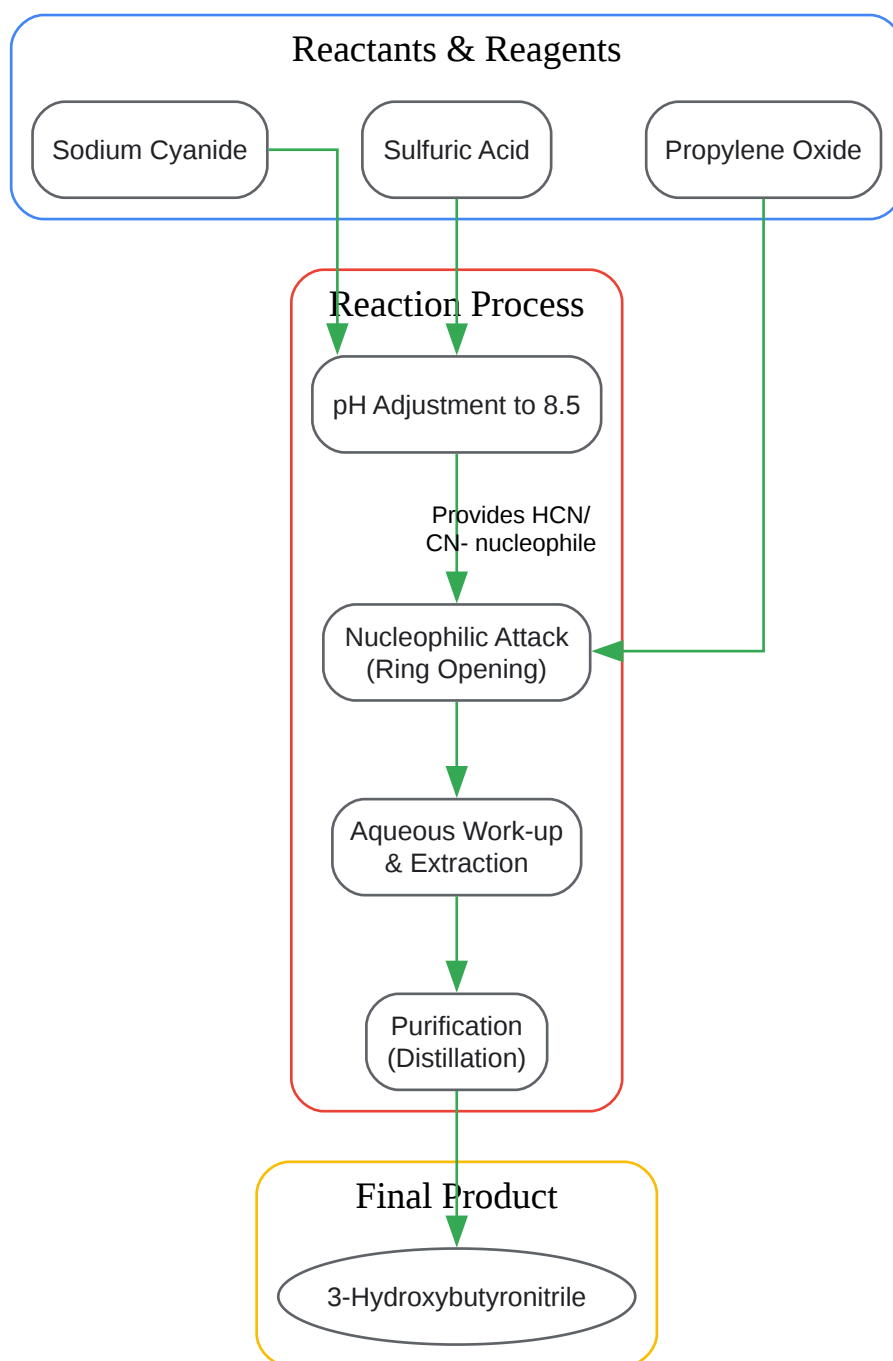 Reactants & Reagents
Sodium Cyanide
Sulfuric Acid
Propylene Oxide
Reaction Process
pH Adjustment to 8.5
Provides HCN/
CN- nucleophile
Nucleophilic Attack
(Ring Opening)
Aqueous Work-up
& Extraction
Purification
(Distillation)
Final Product
3-Hydroxybutyronitrile